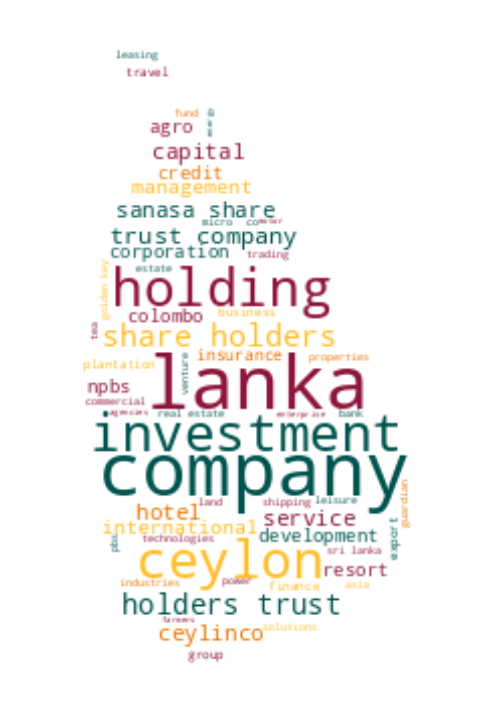 leasing
travel
fund
agro
capital
credit
management
sanasa share
micro
trust company
corporation
trading
estate
golden key
holding
colombo
business
tea
share holders
insurance
properties
plantation
venture
lanka
npbs
commercial
agencies
real estate
enterprise
bank
investment
company
land
shipping
leisure
guardian
hotel
service
international
development
export
pbs
technologies
sri lanka
ceylon
resort
industries
power
finance
asia
holders trust
farmers
ceylinco
solutions
group